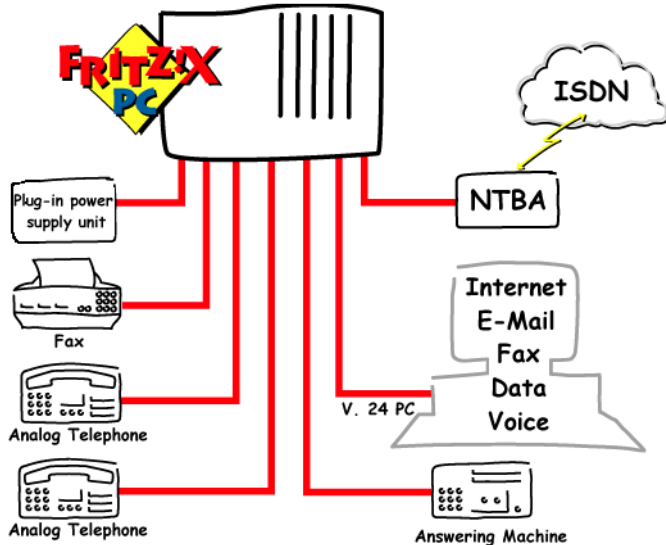 FRITZ!X
PC
ISDN
NTBA
Plug-in power
supply unit
Fax
Analog Telephone
Analog Telephone
Internet
E-Mail
Fax
Data
Voice
V. 24 PC
Answering Machine